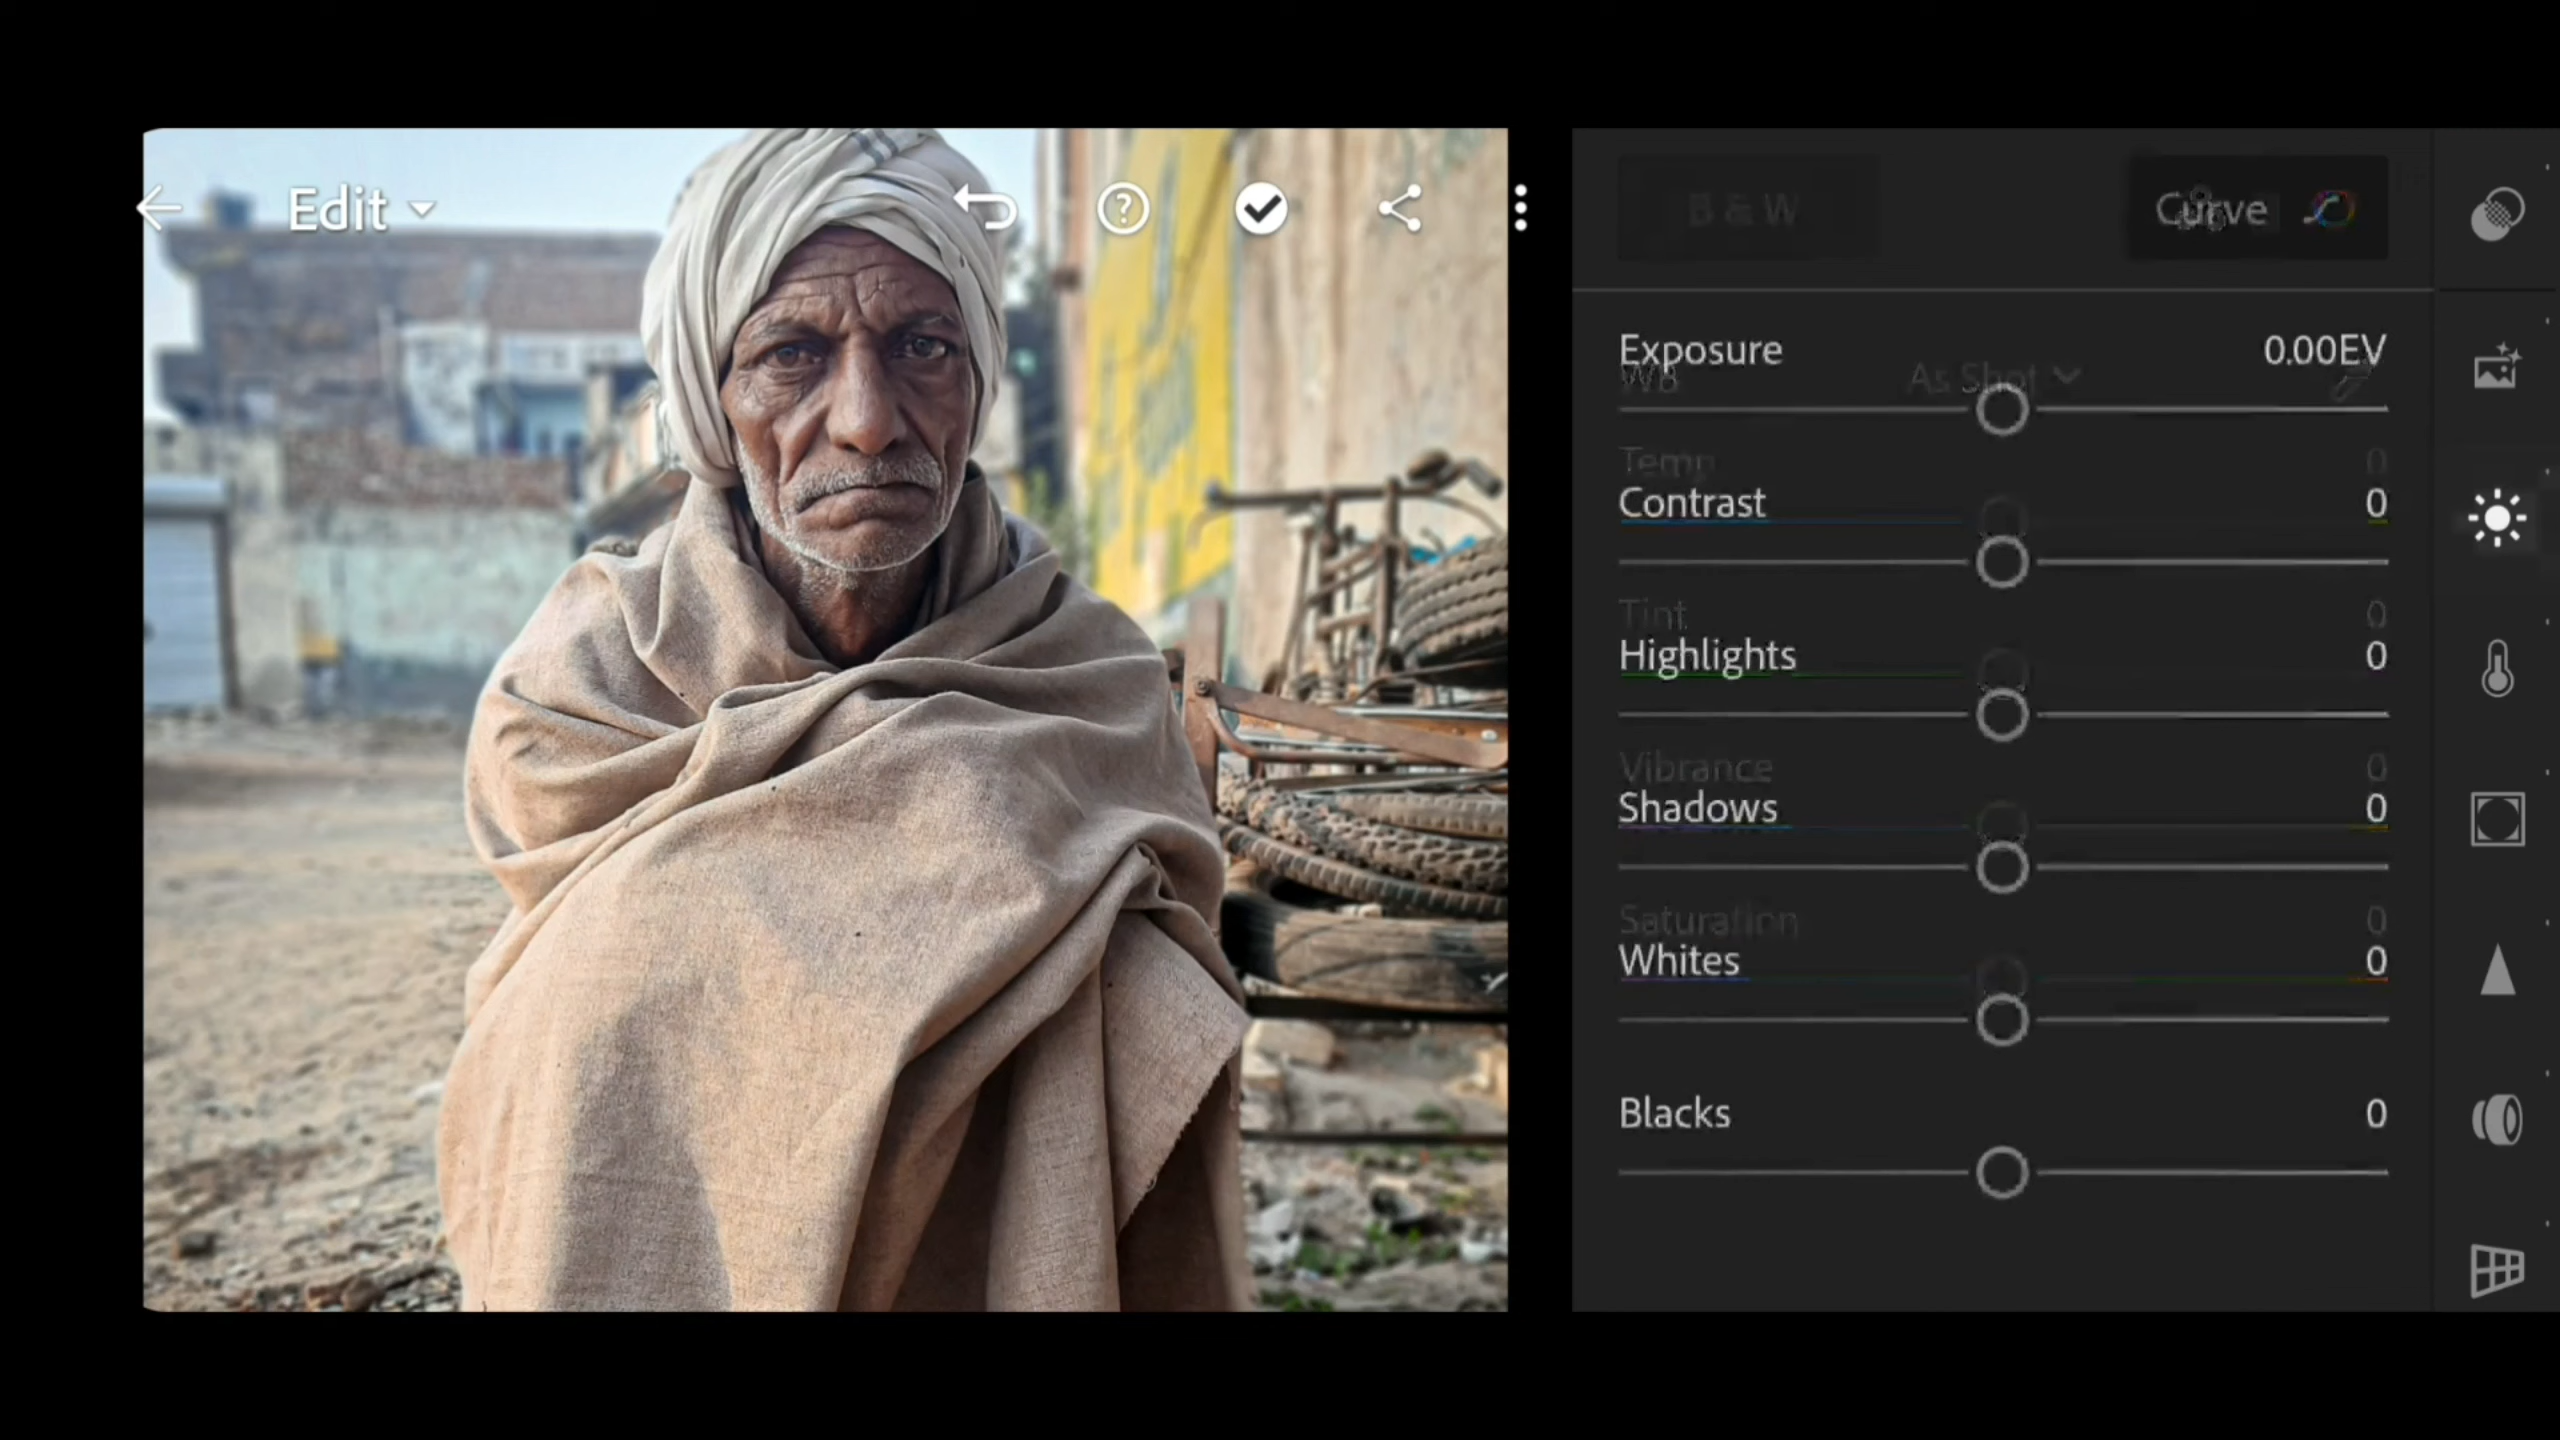 Edit
B & W
Curve
Exposure 0.00EV
WB As Shot
Temp 0
Contrast 0
Tint 0
Highlights 0
Vibrance 0
Shadows 0
Saturation 0
Whites 0
Blacks 0